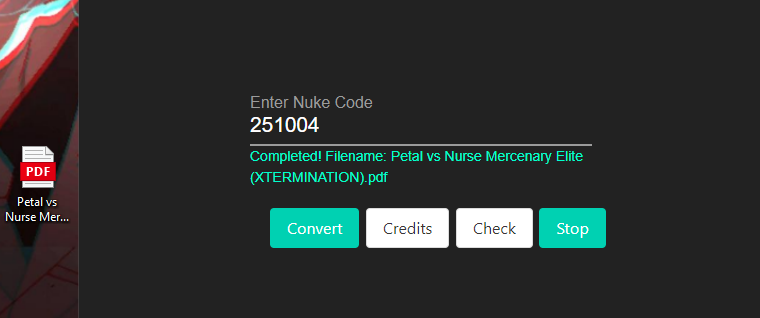 Enter Nuke Code
251004
Completed! Filename: Petal vs Nurse Mercenary Elite
(XTERMINATION).pdf
PDF
Petal vs
Nurse Mer...
Convert
Credits
Check
Stop